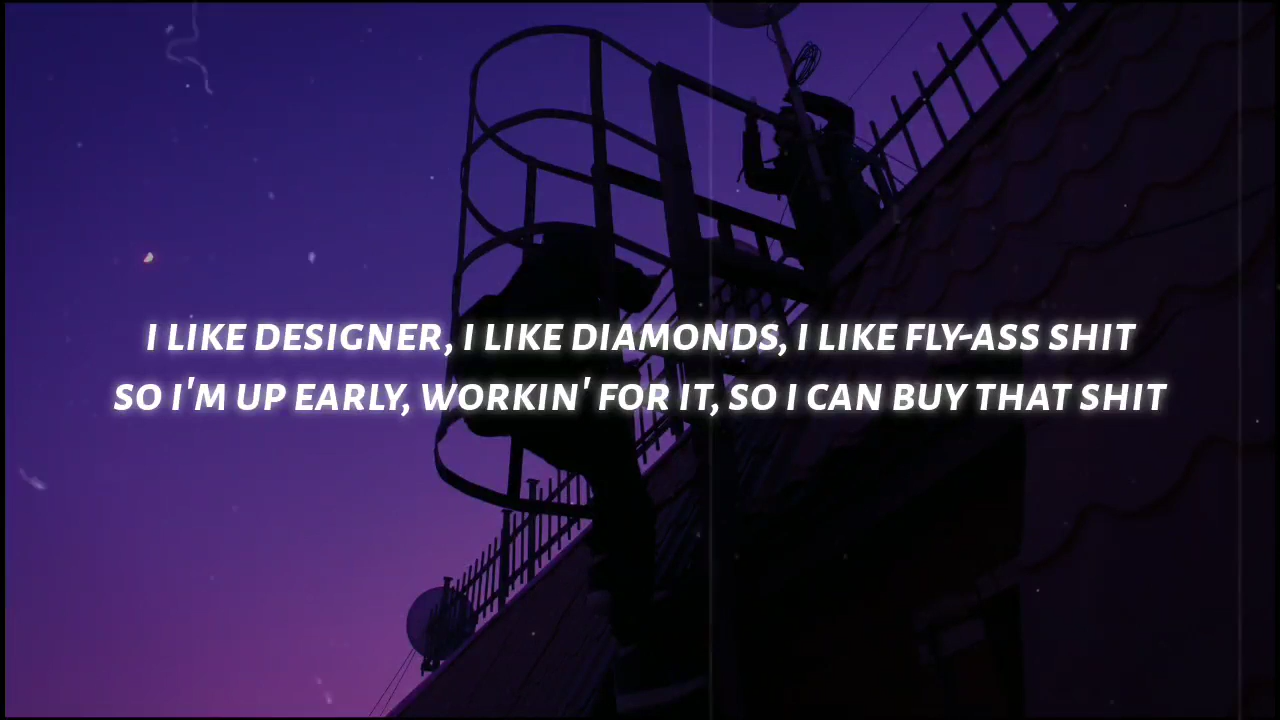 I LIKE DESIGNER, I LIKE DIAMONDS, I LIKE FLY-ASS SHIT
SO I'M UP EARLY, WORKIN' FOR IT, SO I CAN BUY THAT SHIT